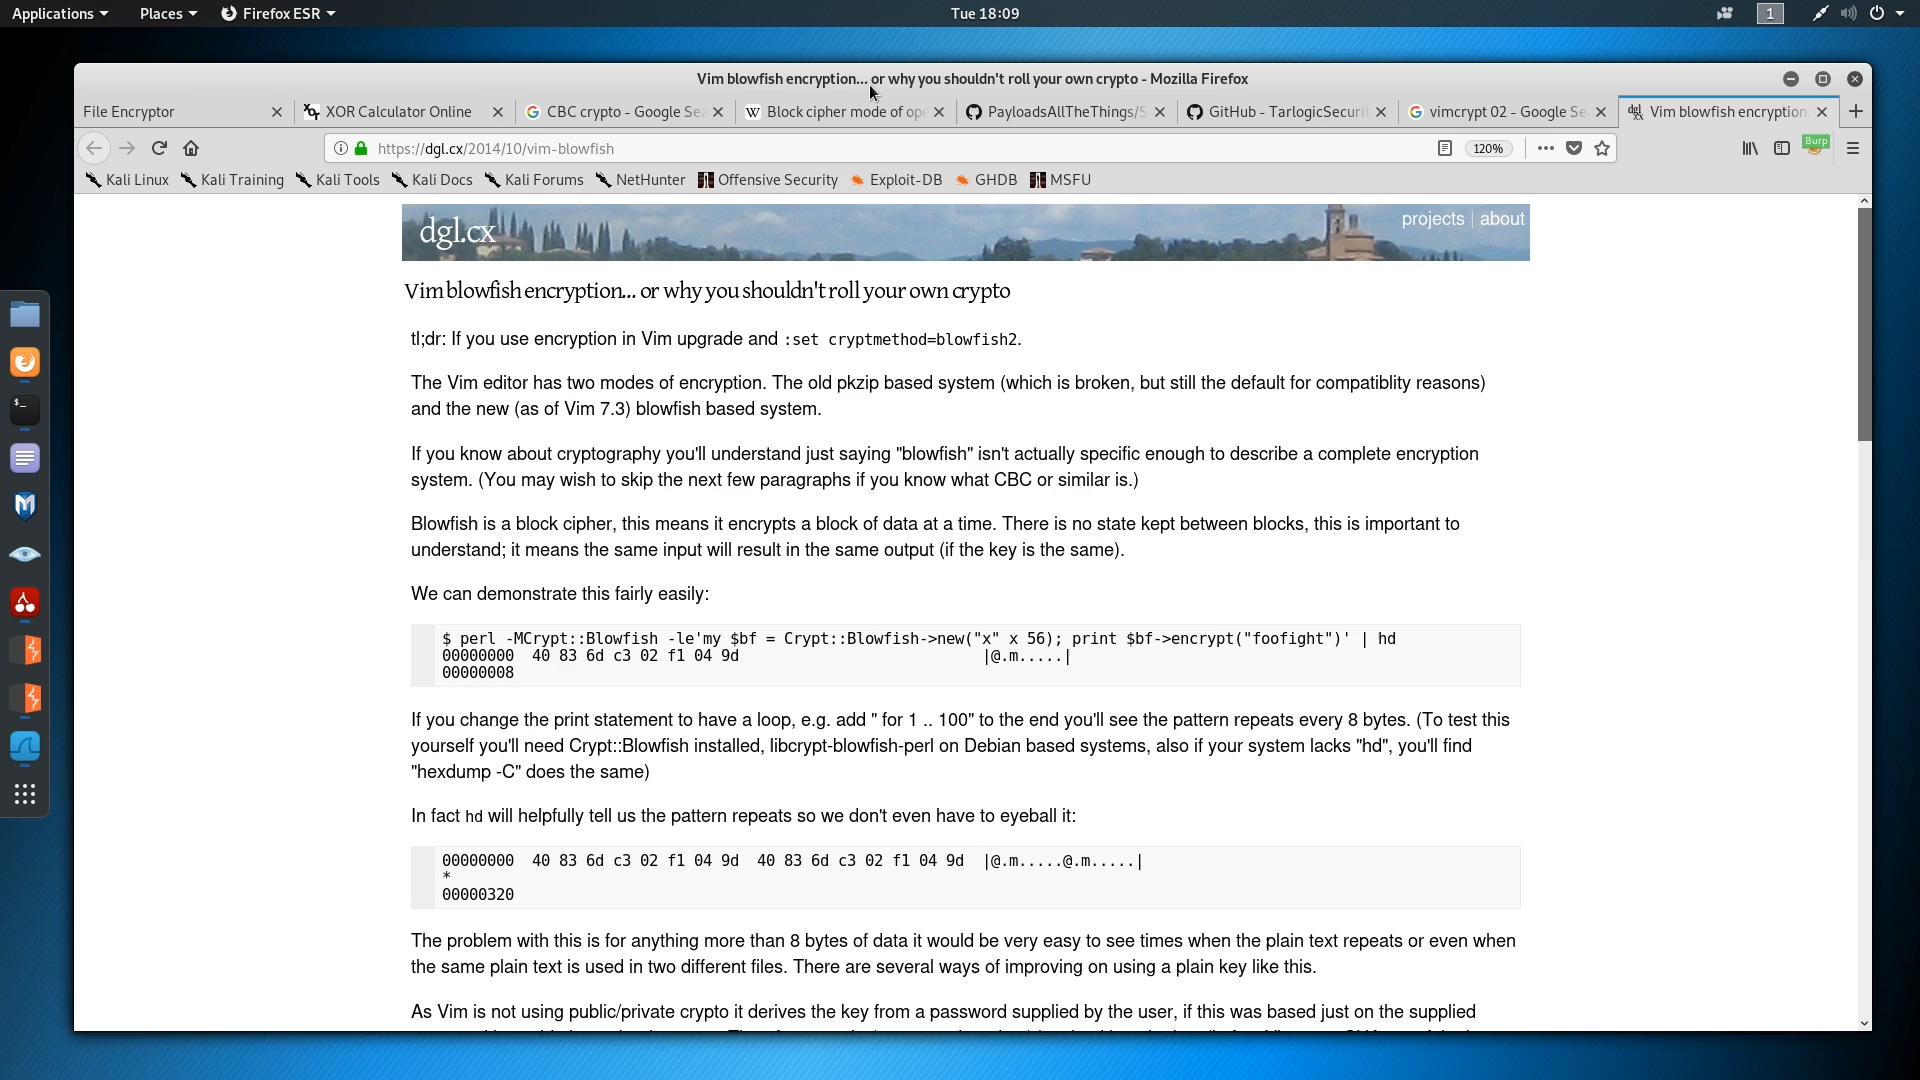 Applications Places Firefox ESR Tue 18:09 1
Vim blowfish encryption... or why you shouldn't roll your own crypto - Mozilla Firefox
File Encryptor XOR Calculator Online CBC crypto - Google Sea Block cipher mode of ope PayloadsAllTheThings/S GitHub - TarlogicSecurit vimcrypt 02 - Google Se Vim blowfish encryption
https://dgl.cx/2014/10/vim-blowfish 120% Burp
Kali Linux Kali Training Kali Tools Kali Docs Kali Forums NetHunter Offensive Security Exploit-DB GHDB MSFU
dgl.cx projects | about
Vim blowfish encryption... or why you shouldn't roll your own crypto
tl;dr: If you use encryption in Vim upgrade and :set cryptmethod=blowfish2.
The Vim editor has two modes of encryption. The old pkzip based system (which is broken, but still the default for compatiblity reasons)
and the new (as of Vim 7.3) blowfish based system.
If you know about cryptography you'll understand just saying "blowfish" isn't actually specific enough to describe a complete encryption
system. (You may wish to skip the next few paragraphs if you know what CBC or similar is.)
Blowfish is a block cipher, this means it encrypts a block of data at a time. There is no state kept between blocks, this is important to
understand; it means the same input will result in the same output (if the key is the same).
We can demonstrate this fairly easily:
$ perl -MCrypt::Blowfish -le'my $bf = Crypt::Blowfish->new("x" x 56); print $bf->encrypt("foofight")' | hd
00000000 40 83 6d c3 02 f1 04 9d |@.m.....|
00000008
If you change the print statement to have a loop, e.g. add " for 1 .. 100" to the end you'll see the pattern repeats every 8 bytes. (To test this
yourself you'll need Crypt::Blowfish installed, libcrypt-blowfish-perl on Debian based systems, also if your system lacks "hd", you'll find
"hexdump -C" does the same)
In fact hd will helpfully tell us the pattern repeats so we don't even have to eyeball it:
00000000 40 83 6d c3 02 f1 04 9d 40 83 6d c3 02 f1 04 9d |@.m.....@.m.....|
*
00000320
The problem with this is for anything more than 8 bytes of data it would be very easy to see times when the plain text repeats or even when
the same plain text is used in two different files. There are several ways of improving on using a plain key like this.
As Vim is not using public/private crypto it derives the key from a password supplied by the user, if this was based just on the supplied